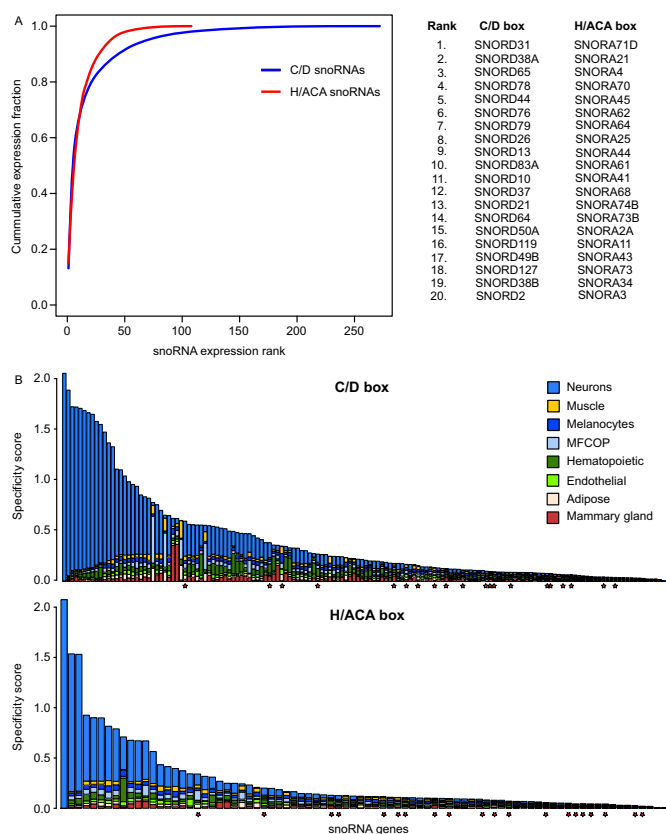 A
1.0
0.8
0.6
0.4
0.2
0.0
Cummulative expression fraction
C/D snoRNAs
H/ACA snoRNAs
0 50 100 150 200 250
snoRNA expression rank
Rank C/D box H/ACA box
1. SNORD31 SNORA71D
2. SNORD38A SNORA21
3. SNORD65 SNORA4
4. SNORD78 SNORA70
5. SNORD44 SNORA45
6. SNORD76 SNORA62
7. SNORD79 SNORA64
8. SNORD26 SNORA25
9. SNORD13 SNORA44
10. SNORD83A SNORA61
11. SNORD10 SNORA41
12. SNORD37 SNORA68
13. SNORD21 SNORA74B
14. SNORD64 SNORA73B
15. SNORD50A SNORA2A
16. SNORD119 SNORA11
17. SNORD49B SNORA43
18. SNORD127 SNORA73
19. SNORD38B SNORA34
20. SNORD2 SNORA3
B
C/D box
2.0
1.5
1.0
0.5
0.0
Specificity score
Neurons
Muscle
Melanocytes
MFCOP
Hematopoietic
Endothelial
Adipose
Mammary gland
H/ACA box
2.0
1.5
1.0
0.5
0.0
Specificity score
snoRNA genes